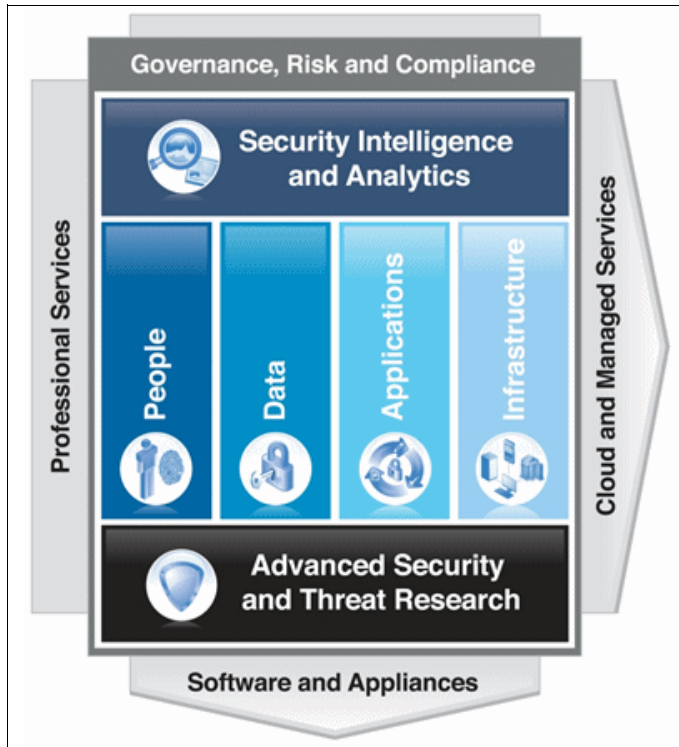 Governance, Risk and Compliance
Security Intelligence
and Analytics
Professional Services
People
Data
Applications
Infrastructure
Cloud and Managed Services
Advanced Security
and Threat Research
Software and Appliances